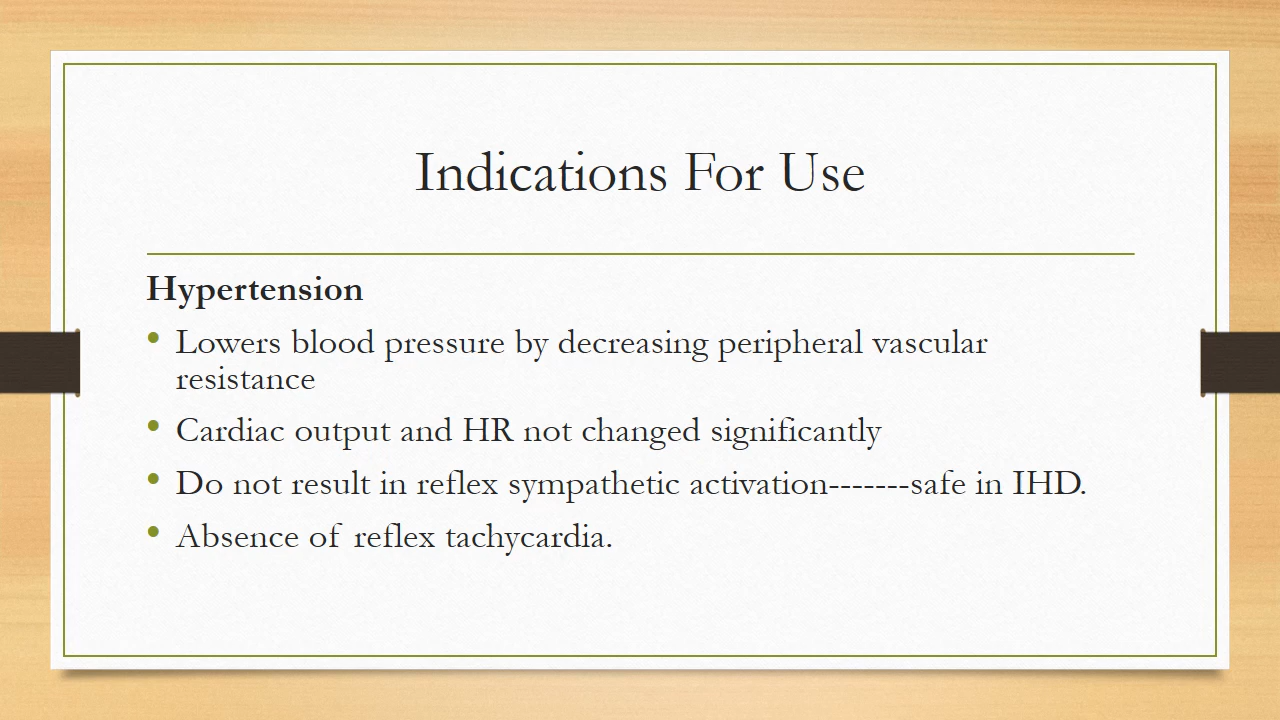 Indications For Use
Hypertension
• Lowers blood pressure by decreasing peripheral vascular
resistance
• Cardiac output and HR not changed significantly
• Do not result in reflex sympathetic activation-------safe in IHD.
• Absence of reflex tachycardia.